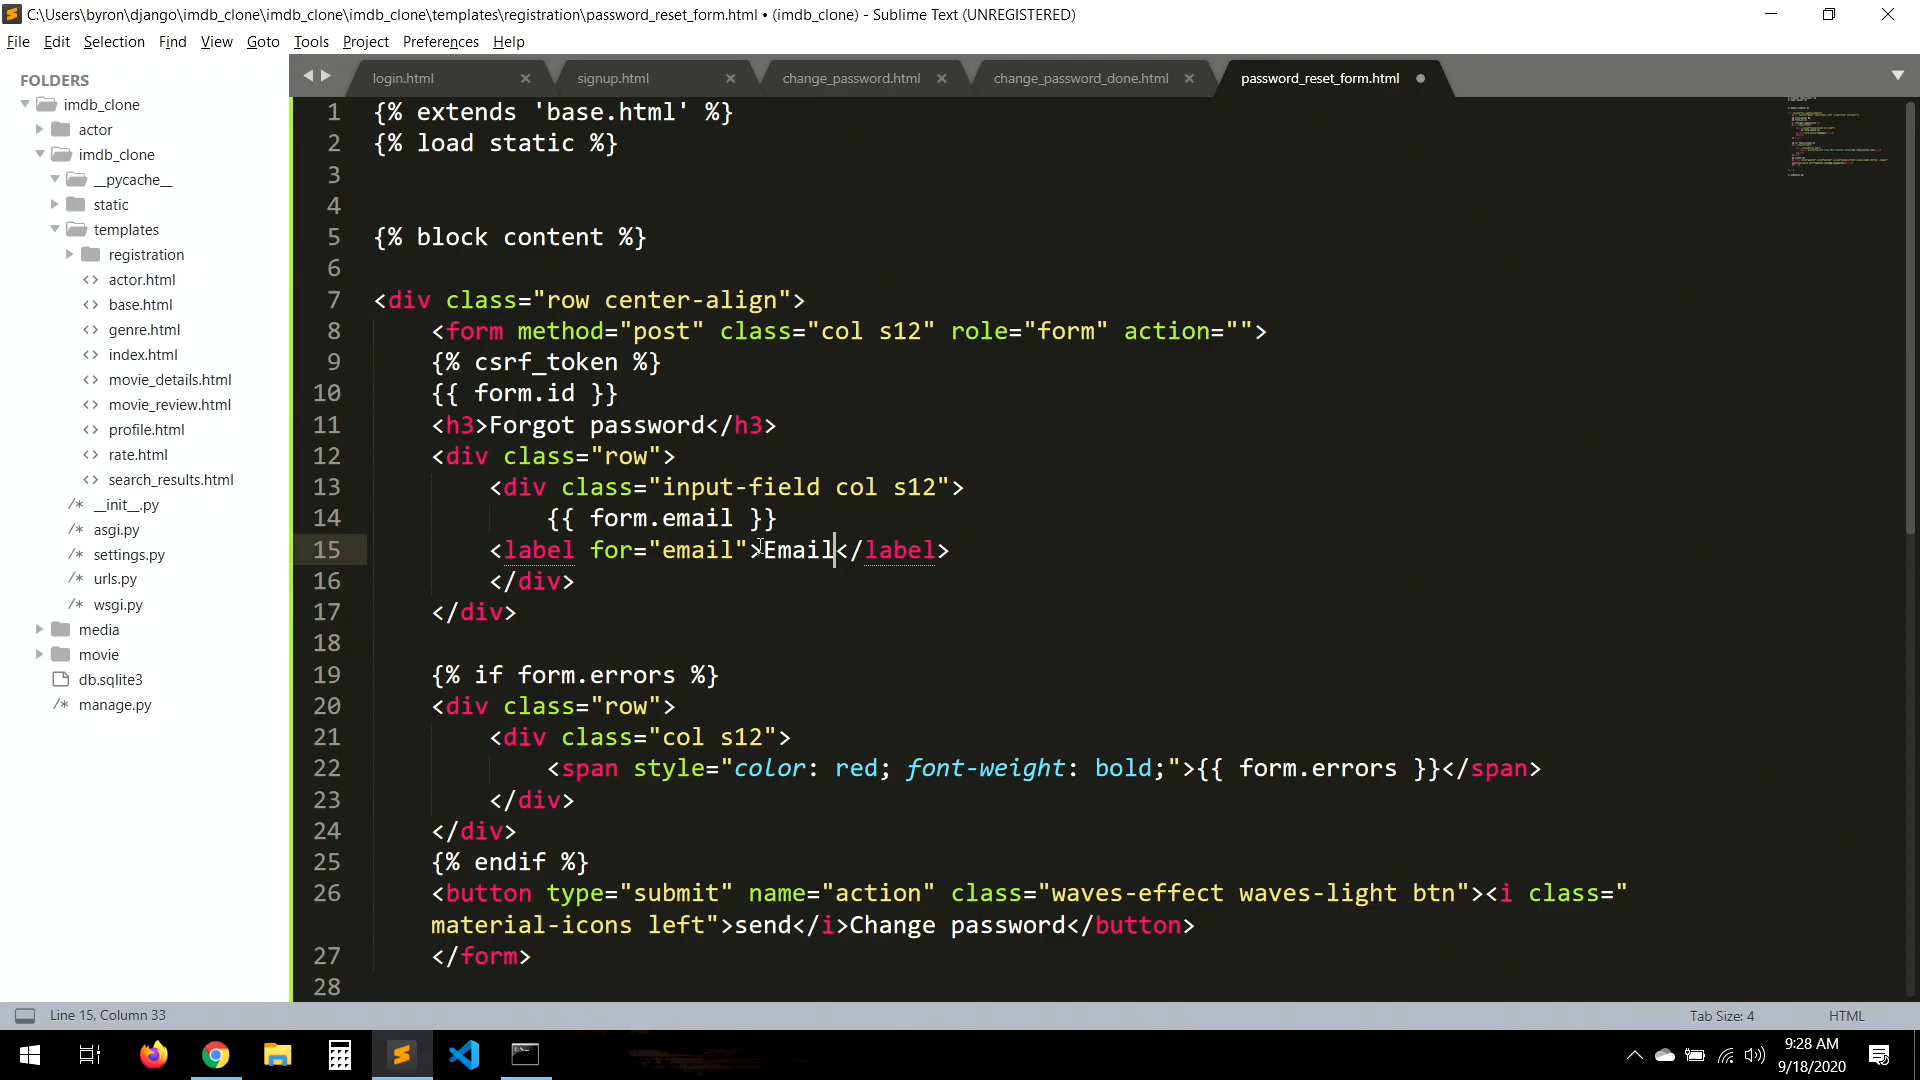 C:\Users\byron\django\imdb_clone\imdb_clone\imdb_clone\templates\registration\password_reset_form.html • (imdb_clone) - Sublime Text (UNREGISTERED)
File Edit Selection Find View Goto Tools Project Preferences Help
FOLDERS
imdb_clone
actor
imdb_clone
__pycache__
static
templates
registration
actor.html
base.html
genre.html
index.html
movie_details.html
movie_review.html
profile.html
rate.html
search_results.html
__init__.py
asgi.py
settings.py
urls.py
wsgi.py
media
movie
db.sqlite3
manage.py
login.html signup.html change_password.html change_password_done.html password_reset_form.html
1 {% extends 'base.html' %}
2 {% load static %}
3
4
5 {% block content %}
6
7 <div class="row center-align">
8 <form method="post" class="col s12" role="form" action="">
9 {% csrf_token %}
10 {{ form.id }}
11 <h3>Forgot password</h3>
12 <div class="row">
13 <div class="input-field col s12">
14 {{ form.email }}
15 <label for="email">Email</label>
16 </div>
17 </div>
18
19 {% if form.errors %}
20 <div class="row">
21 <div class="col s12">
22 <span style="color: red; font-weight: bold;">{{ form.errors }}</span>
23 </div>
24 </div>
25 {% endif %}
26 <button type="submit" name="action" class="waves-effect waves-light btn"><i class="
material-icons left">send</i>Change password</button>
27 </form>
28
Line 15, Column 33 Tab Size: 4 HTML
9:28 AM
9/18/2020